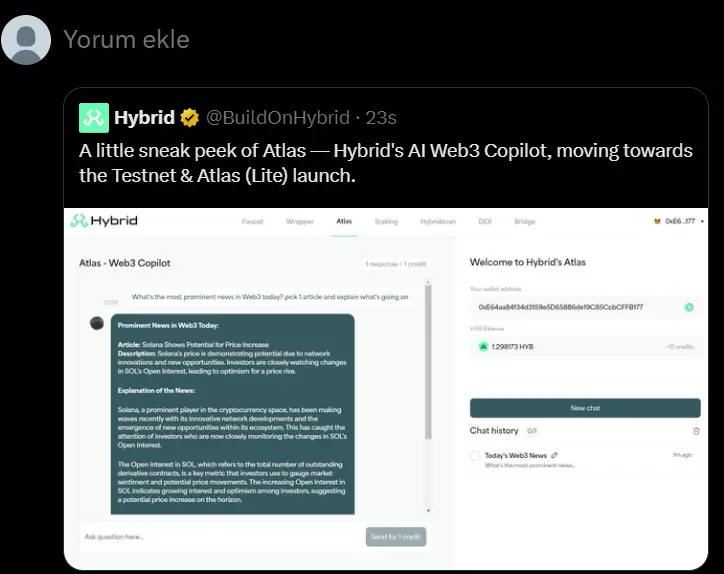 Yorum ekle
Hybrid @BuildOnHybrid · 23s
A little sneak peek of Atlas — Hybrid's AI Web3 Copilot, moving towards
the Testnet & Atlas (Lite) launch.
Hybrid Faucet Wrapper Atlas Staking Hybridscan DEX Bridge 0xE6...177
Atlas - Web3 Copilot
1 response = 1 credit
What's the most prominent news in Web3 today? pick 1 article and explain what's going on
21:20
Prominent News in Web3 Today:
Article: Solana Shows Potential for Price Increase
Description: Solana's price is demonstrating potential due to network
innovations and new opportunities. Investors are closely watching changes
in SOL's Open Interest, leading to optimism for a price rise.
Explanation of the News:
Solana, a prominent player in the cryptocurrency space, has been making
waves recently with its innovative network developments and the
emergence of new opportunities within its ecosystem. This has caught the
attention of investors who are now closely monitoring the changes in SOL's
Open Interest.
The Open Interest in SOL, which refers to the total number of outstanding
derivative contracts, is a key metric that investors use to gauge market
sentiment and potential price movements. The increasing Open Interest in
SOL indicates growing interest and optimism among investors, suggesting
a potential price increase on the horizon.
Ask question here...
Send for 1 credit
Welcome to Hybrid's Atlas
Your wallet address
HYB Balance
1.298173 HYB ~12 credits
New chat
Chat history 0/1
Today's Web3 News 1m ago
What's the most prominent news...